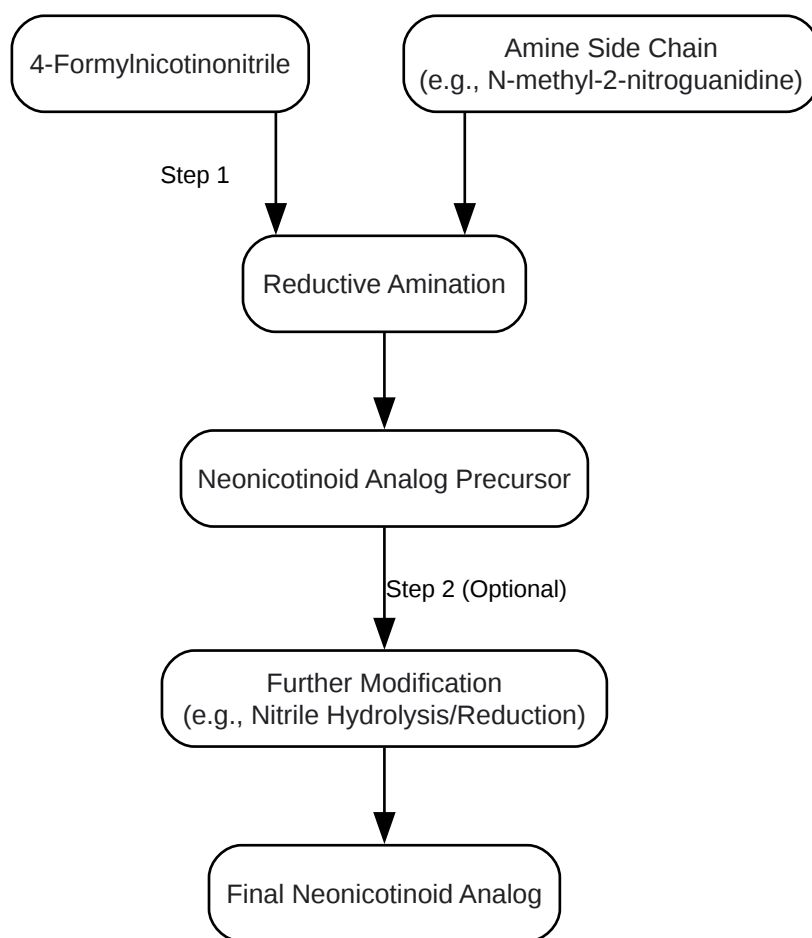 4-Formylnicotinonitrile
Amine Side Chain
(e.g., N-methyl-2-nitroguanidine)
Step 1
Reductive Amination
Neonicotinoid Analog Precursor
Step 2 (Optional)
Further Modification
(e.g., Nitrile Hydrolysis/Reduction)
Final Neonicotinoid Analog